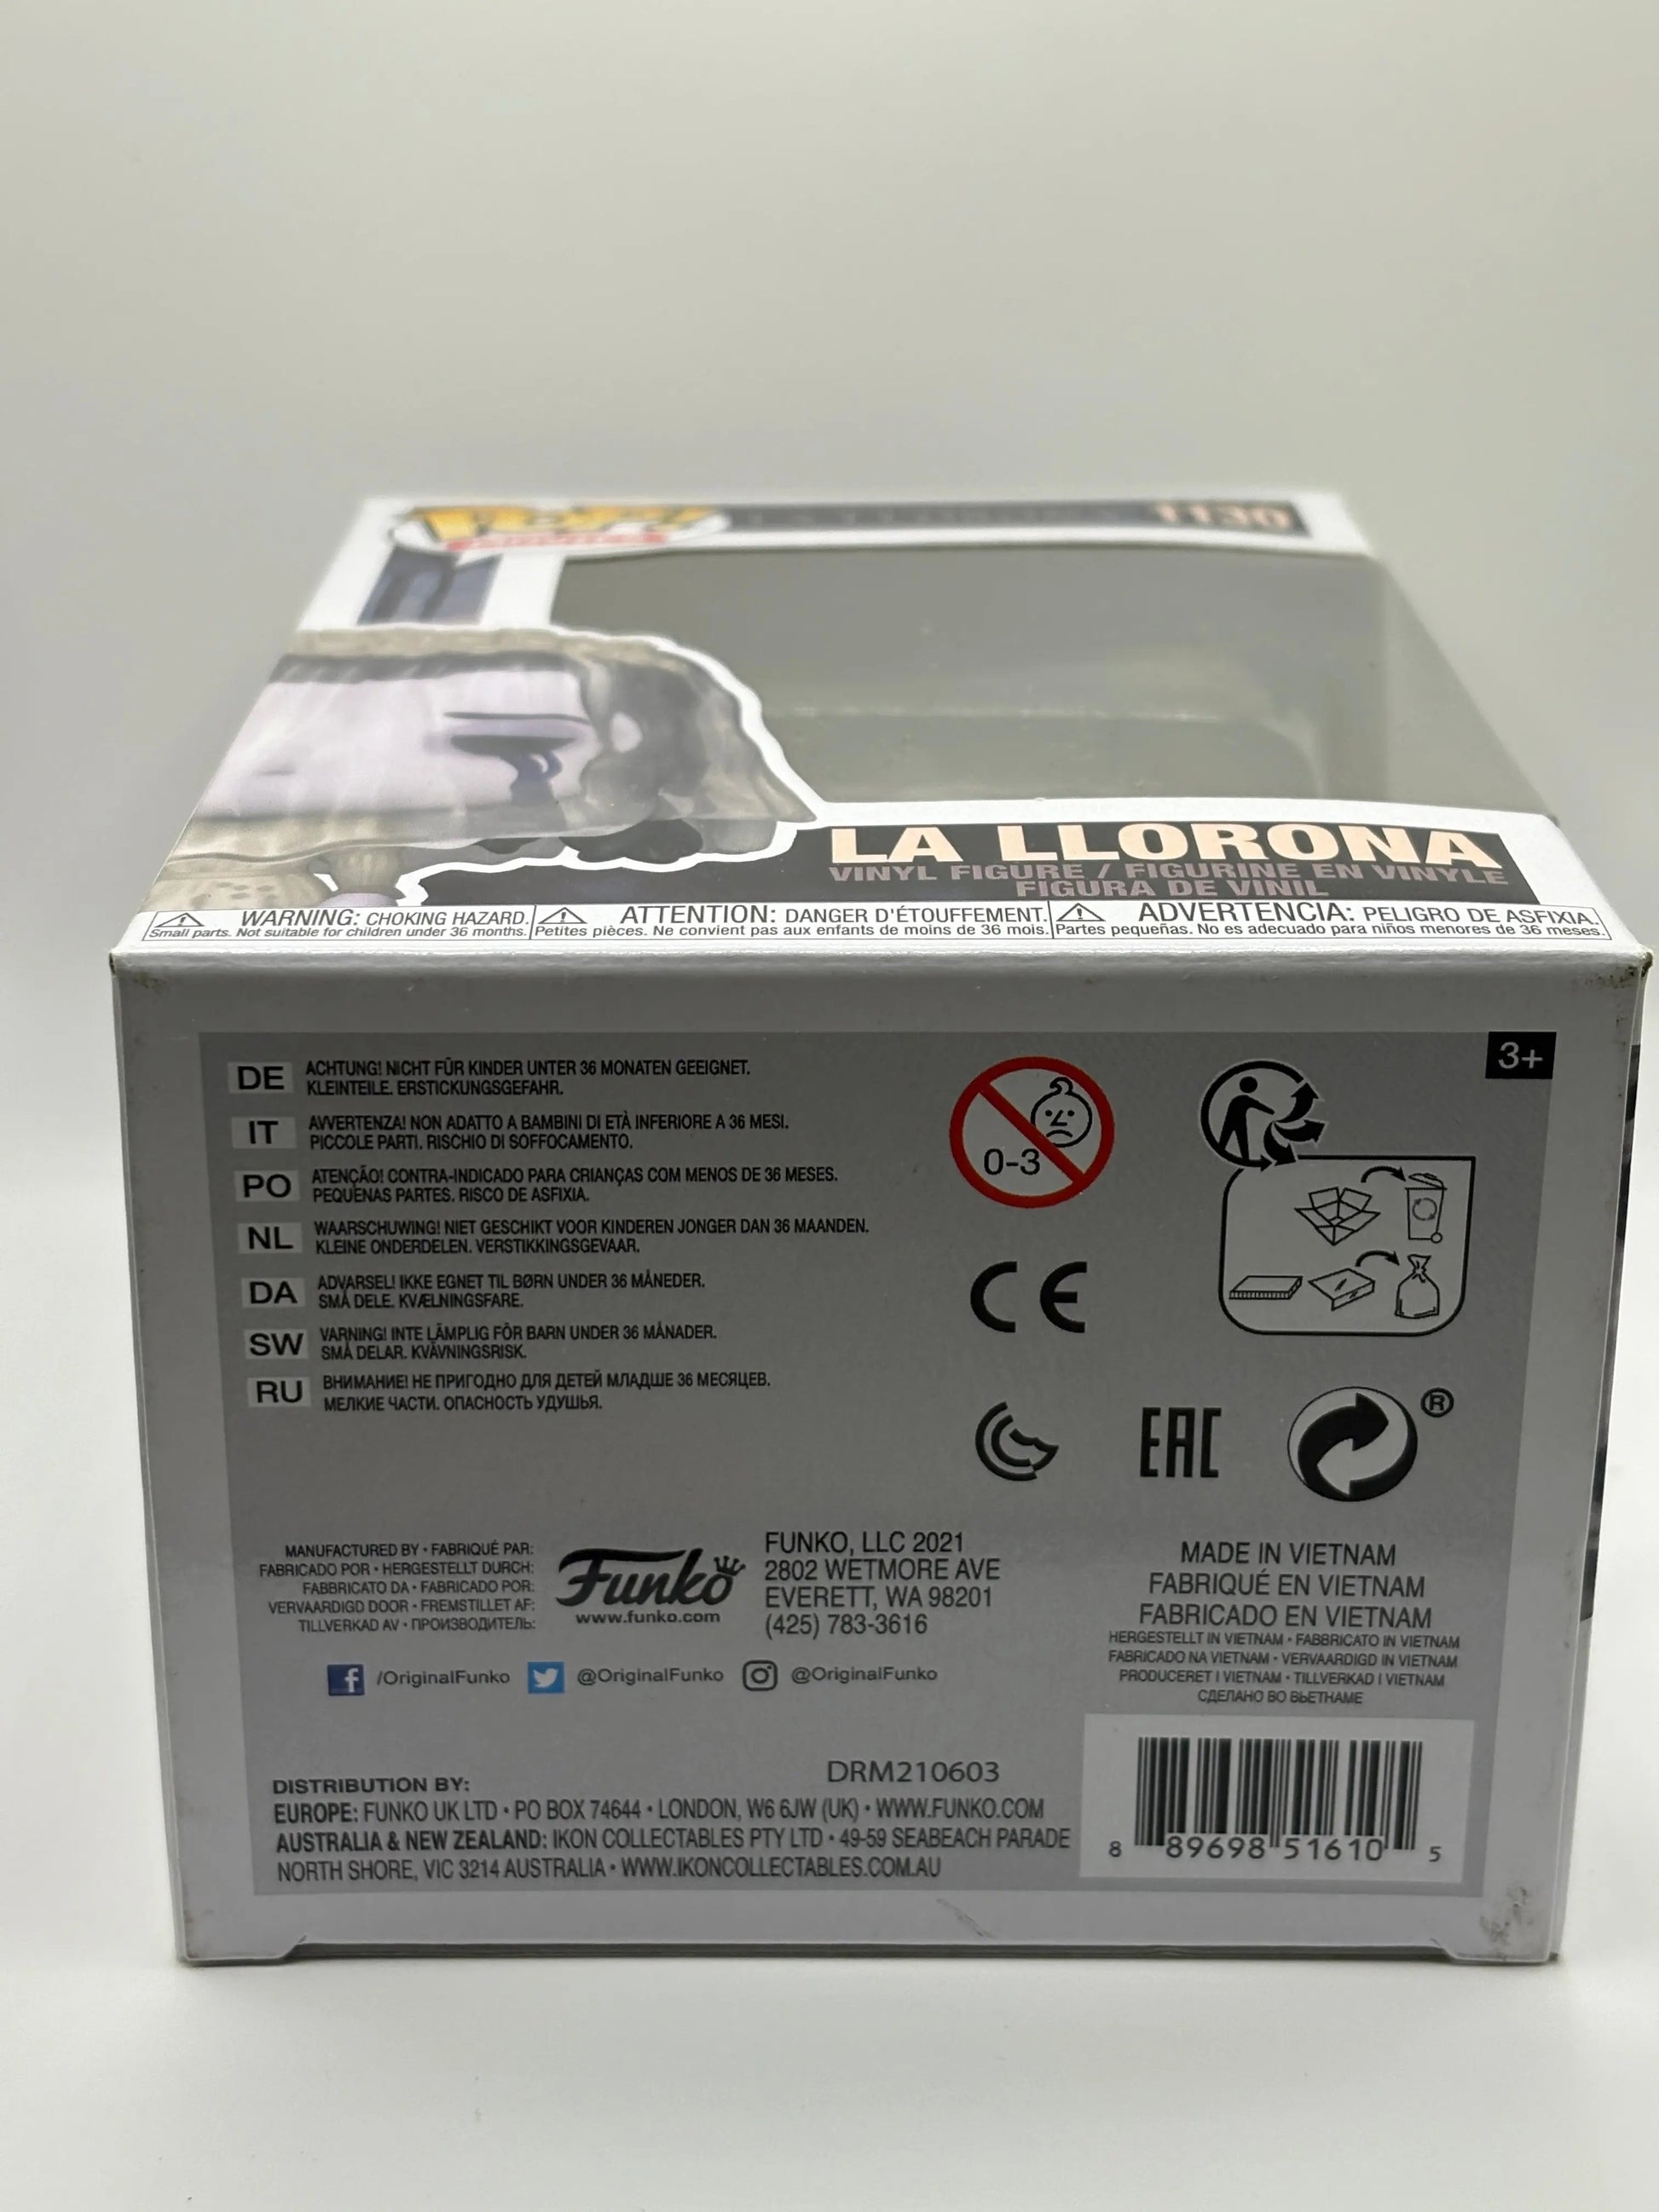 POP!
1130
LA LLORONA
VINYL FIGURE / FIGURINE EN VINYLE
FIGURA DE VINIL
WARNING: CHOKING HAZARD.
Small parts. Not suitable for children under 36 months.
ATTENTION: DANGER D'ÉTOUFFEMENT.
Petites pièces. Ne convient pas aux enfants de moins de 36 mois.
ADVERTENCIA: PELIGRO DE ASFIXIA.
Partes pequeñas. No es adecuado para niños menores de 36 meses.
3+
DE ACHTUNG! NICHT FÜR KINDER UNTER 36 MONATEN GEEIGNET.
KLEINTEILE. ERSTICKUNGSGEFAHR.
IT AVVERTENZA! NON ADATTO A BAMBINI DI ETÀ INFERIORE A 36 MESI.
PICCOLE PARTI. RISCHIO DI SOFFOCAMENTO.
PO ATENÇÃO! CONTRA-INDICADO PARA CRIANÇAS COM MENOS DE 36 MESES.
PEQUENAS PARTES. RISCO DE ASFIXIA.
NL WAARSCHUWING! NIET GESCHIKT VOOR KINDEREN JONGER DAN 36 MAANDEN.
KLEINE ONDERDELEN. VERSTIKKINGSGEVAAR.
DA ADVARSEL! IKKE EGNET TIL BØRN UNDER 36 MÅNEDER.
SMÅ DELE. KVÆLNINGSFARE.
SW VARNING! INTE LÄMPLIG FÖR BARN UNDER 36 MÅNADER.
SMÅ DELAR. KVÄVNINGSRISK.
RU ВНИМАНИЕ! НЕ ПРИГОДНО ДЛЯ ДЕТЕЙ МЛАДШЕ 36 МЕСЯЦЕВ.
МЕЛКИЕ ЧАСТИ. ОПАСНОСТЬ УДУШЬЯ.
0-3
CE
EAC
®
MANUFACTURED BY • FABRIQUÉ PAR:
FABRICADO POR • HERGESTELLT DURCH:
FABBRICATO DA • FABRICADO POR:
VERVAARDIGD DOOR • FREMSTILLET AF:
TILLVERKAD AV • ПРОИЗВОДИТЕЛЬ:
Funko
www.funko.com
FUNKO, LLC 2021
2802 WETMORE AVE
EVERETT, WA 98201
(425) 783-3616
/OriginalFunko @OriginalFunko @OriginalFunko
MADE IN VIETNAM
FABRIQUÉ EN VIETNAM
FABRICADO EN VIETNAM
HERGESTELLT IN VIETNAM • FABBRICATO IN VIETNAM
FABRICADO NA VIETNAM • VERVAARDIGD IN VIETNAM
PRODUCERET I VIETNAM • TILLVERKAD I VIETNAM
СДЕЛАНО ВО ВЬЕТНАМЕ
DRM210603
DISTRIBUTION BY:
EUROPE: FUNKO UK LTD • PO BOX 74644 • LONDON, W6 6JW (UK) • WWW.FUNKO.COM
AUSTRALIA & NEW ZEALAND: IKON COLLECTABLES PTY LTD • 49-59 SEABEACH PARADE
NORTH SHORE, VIC 3214 AUSTRALIA • WWW.IKONCOLLECTABLES.COM.AU
8 89698 51610 5